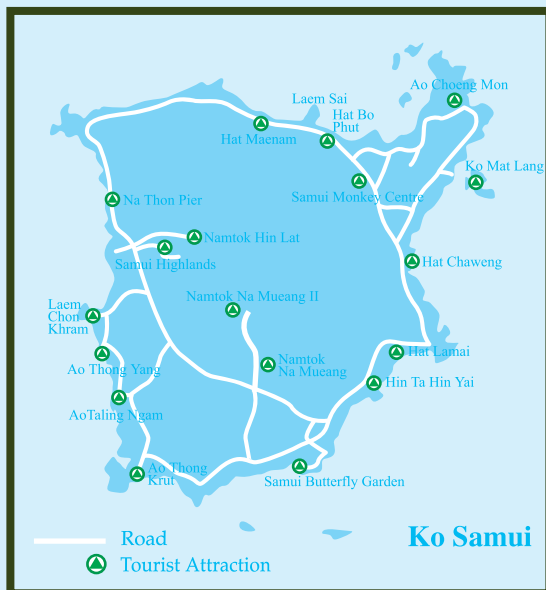 Ao Choeng Mon
Laem Sai
Hat Bo
Phut
Hat Maenam
Ko Mat Lang
Samui Monkey Centre
Na Thon Pier
Namtok Hin Lat
Samui Highlands
Hat Chaweng
Namtok Na Mueang II
Laem
Chon
Khram
Hat Lamai
Namtok
Na Mueang
Ao Thong Yang
Hin Ta Hin Yai
AoTaling Ngam
Ao Thong
Krut
Samui Butterfly Garden
Road
Tourist Attraction
Ko Samui